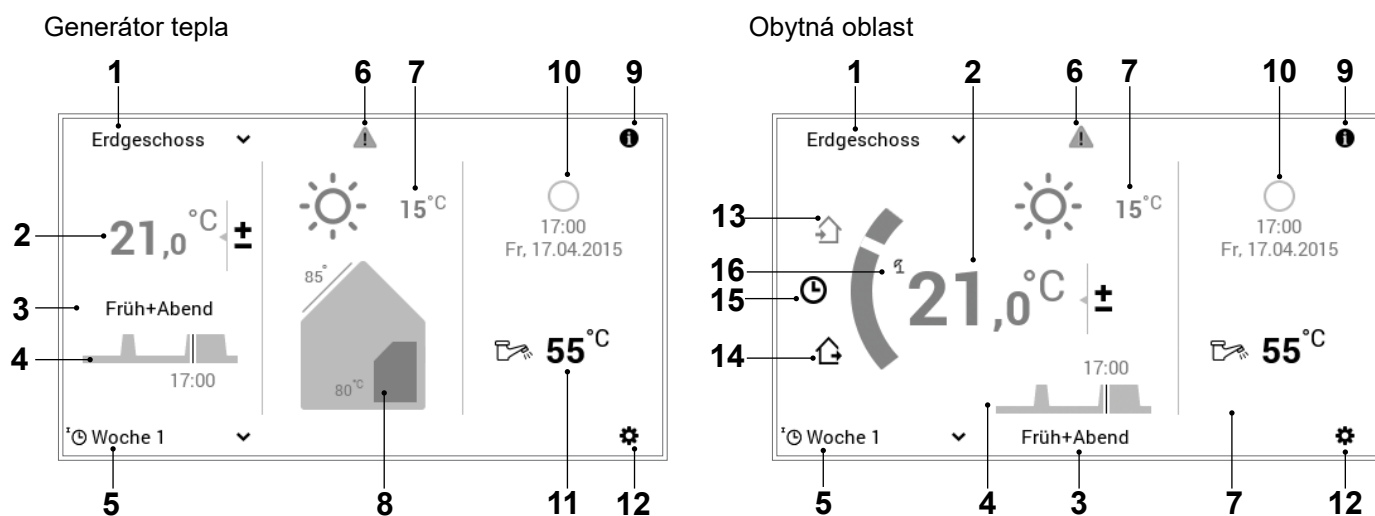 Generátor tepla
1 6 7 10 9
Erdgeschoss
15°C
2 21,0°C ±
17:00
Fr, 17.04.2015
85°
3 Früh+Abend
4
17:00
55°C
80°C
I Woche 1
5 8 11 12
Obytná oblast
1 2 6 7 10 9
Erdgeschoss
15°C
13
17:00
Fr, 17.04.2015
16
15 21,0°C ±
14
55°C
17:00
I Woche 1 Früh+Abend
5 4 3 7 12